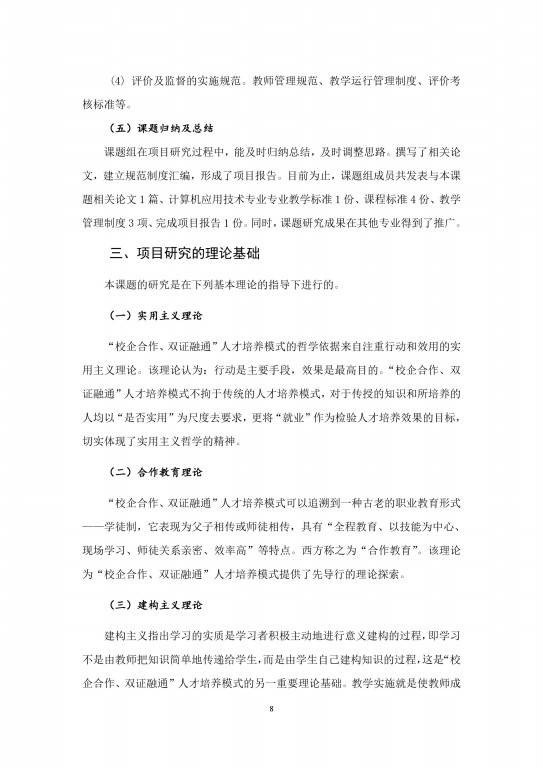 (4) 评价及监督的实施规范。教师管理规范、教学运行管理制度、评价考
核标准等。
（五）课题归纳及总结
课题组在项目研究过程中，能及时归纳总结，及时调整思路。撰写了相关论
文，建立规范制度汇编，形成了项目报告。目前为止，课题组成员共发表与本课
题相关论文 1 篇、计算机应用技术专业专业教学标准 1 份、课程标准 4 份、教学
管理制度 3 项、完成项目报告 1 份。同时，课题研究成果在其他专业得到了推广。
三、项目研究的理论基础
本课题的研究是在下列基本理论的指导下进行的。
（一）实用主义理论
“校企合作、双证融通”人才培养模式的哲学依据来自注重行动和效用的实
用主义理论。该理论认为：行动是主要手段，效果是最高目的。“校企合作、双
证融通”人才培养模式不拘于传统的人才培养模式，对于传授的知识和所培养的
人均以“是否实用”为尺度去要求，更将“就业”作为检验人才培养效果的目标，
切实体现了实用主义哲学的精神。
（二）合作教育理论
“校企合作、双证融通”人才培养模式可以追溯到一种古老的职业教育形式
——学徒制，它表现为父子相传或师徒相传，具有“全程教育、以技能为中心、
现场学习、师徒关系亲密、效率高”等特点。西方称之为“合作教育”。该理论
为“校企合作、双证融通”人才培养模式提供了先导行的理论探索。
（三）建构主义理论
建构主义指出学习的实质是学习者积极主动地进行意义建构的过程，即学习
不是由教师把知识简单地传递给学生，而是由学生自己建构知识的过程，这是“校
企合作、双证融通”人才培养模式的另一重要理论基础。教学实施就是使教师成
8